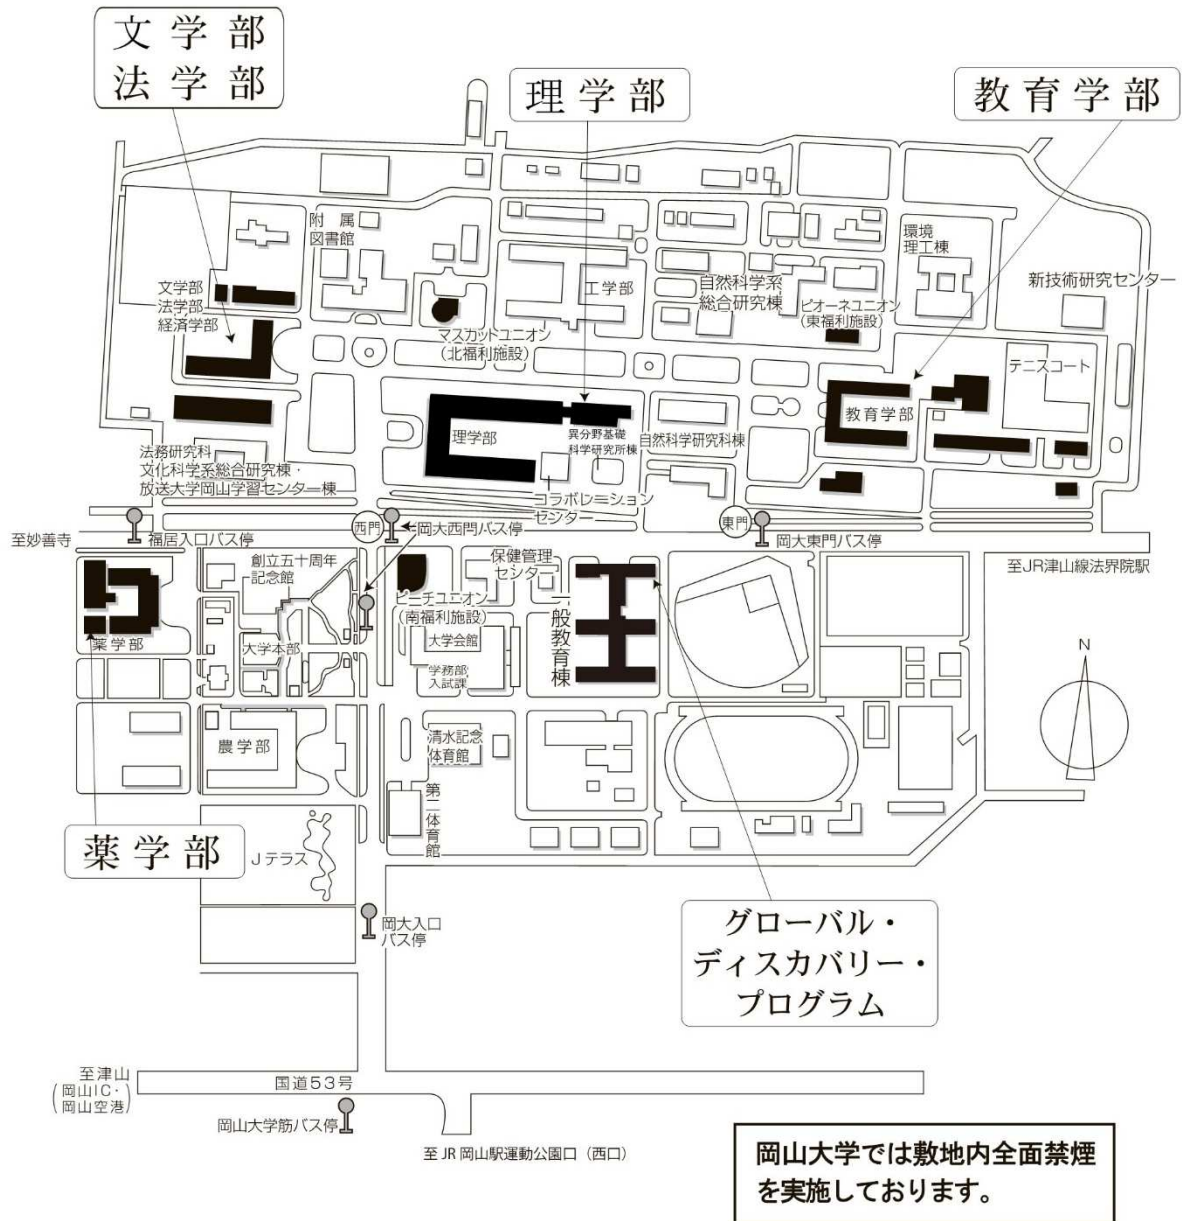 文学部
法学部
理学部
教育学部
附属
図書館
文学部
法学部
経済学部
マスカットユニオン
(北福利施設)
工学部
自然科学系
総合研究棟
環境
理工棟
ピオーネユニオン
(東福利施設)
新技術研究センター
テニスコート
教育学部
理学部
異分野基礎
科学研究所棟
自然科学研究科棟
コラボレーション
センター
法務研究科
文化科学系総合研究棟・
放送大学岡山学習センター棟
至妙善寺
福居入口バス停
西門
岡大西門バス停
東門
岡大東門バス停
至JR津山線法界院駅
創立五十周年
記念館
保健管理
センター
ピーチユニオン
(南福利施設)
一般教育棟
薬学部
大学本部
大学会館
学務部
入試課
N
農学部
清水記念
体育館
第二体育館
薬学部
Jテラス
岡大入口
バス停
グローバル・
ディスカバリー・
プログラム
至津山
(岡山IC・
岡山空港)
国道53号
岡山大学筋バス停
至JR岡山駅運動公園口(西口)
岡山大学では敷地内全面禁煙
を実施しております。